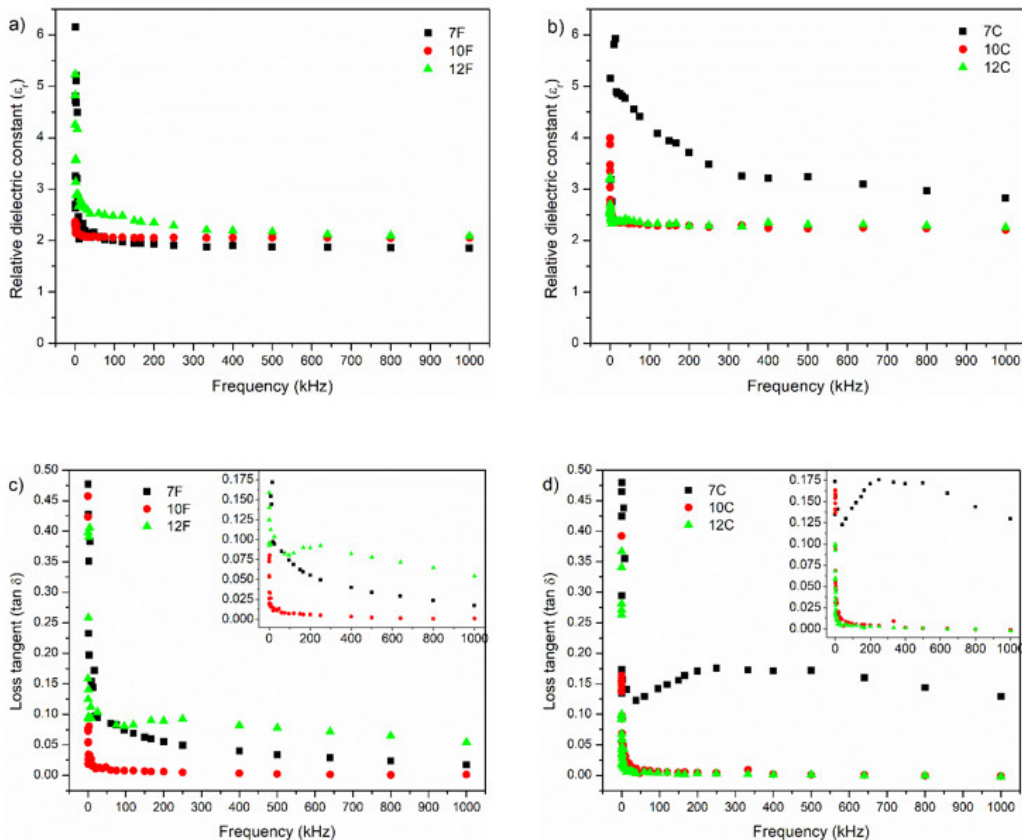 a)
7F
10F
12F
Relative dielectric constant (εr)
6
5
4
3
2
1
0
0 100 200 300 400 500 600 700 800 900 1000
Frequency (kHz)
b)
7C
10C
12C
Relative dielectric constant (εr)
6
5
4
3
2
1
0
0 100 200 300 400 500 600 700 800 900 1000
Frequency (kHz)
c)
7F
10F
12F
Loss tangent (tan δ)
0.50
0.45
0.40
0.35
0.30
0.25
0.20
0.15
0.10
0.05
0.00
0 100 200 300 400 500 600 700 800 900 1000
Frequency (kHz)
0.175
0.150
0.125
0.100
0.075
0.050
0.025
0.000
0 200 400 600 800 1000
d)
7C
10C
12C
Loss tangent (tan δ)
0.50
0.45
0.40
0.35
0.30
0.25
0.20
0.15
0.10
0.05
0.00
0 100 200 300 400 500 600 700 800 900 1000
Frequency (kHz)
0.175
0.150
0.125
0.100
0.075
0.050
0.025
0.000
0 200 400 600 800 1000